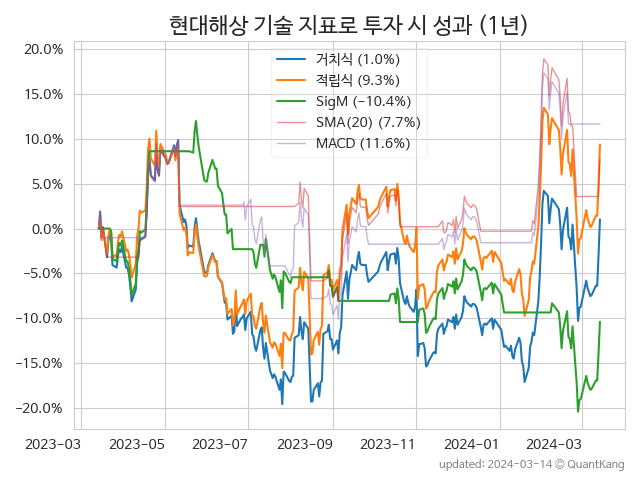 현대해상 기술 지표로 투자 시 성과 (1년)
거치식 (1.0%)
적립식 (9.3%)
SigM (−10.4%)
SMA(20) (7.7%)
MACD (11.6%)
20.0%
15.0%
10.0%
5.0%
0.0%
−5.0%
−10.0%
−15.0%
−20.0%
2023-03 2023-05 2023-07 2023-09 2023-11 2024-01 2024-03
updated: 2024-03-14 © QuantKang